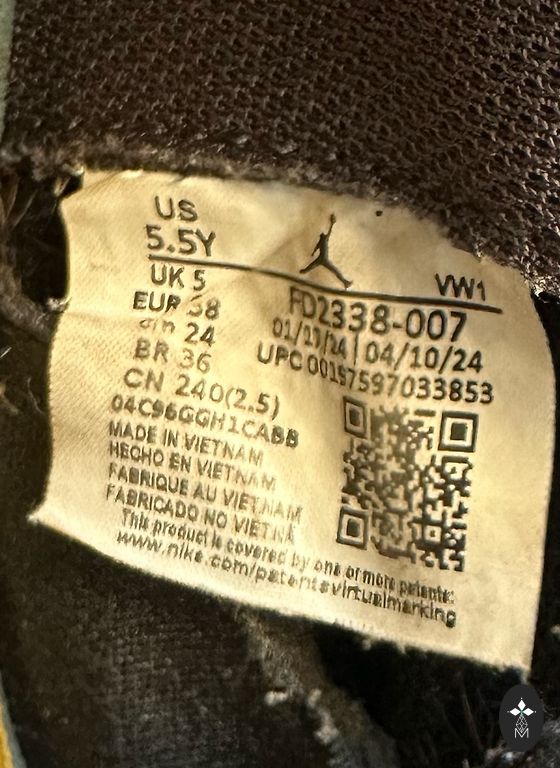 US
5.5Y
UK 5
EUR 38
cm 24
BR 36
CN 240(2.5)
04C96GGH1CABB
MADE IN VIETNAM
HECHO EN VIETNAM
FABRIQUE AU VIETNAM
FABRICADO NO VIETNA
VW1
FD2338-007
01/13/24 | 04/10/24
UPC 00197597033853
This product is covered by one or more patents:
www.nike.com/patentsvirtualmarking
M